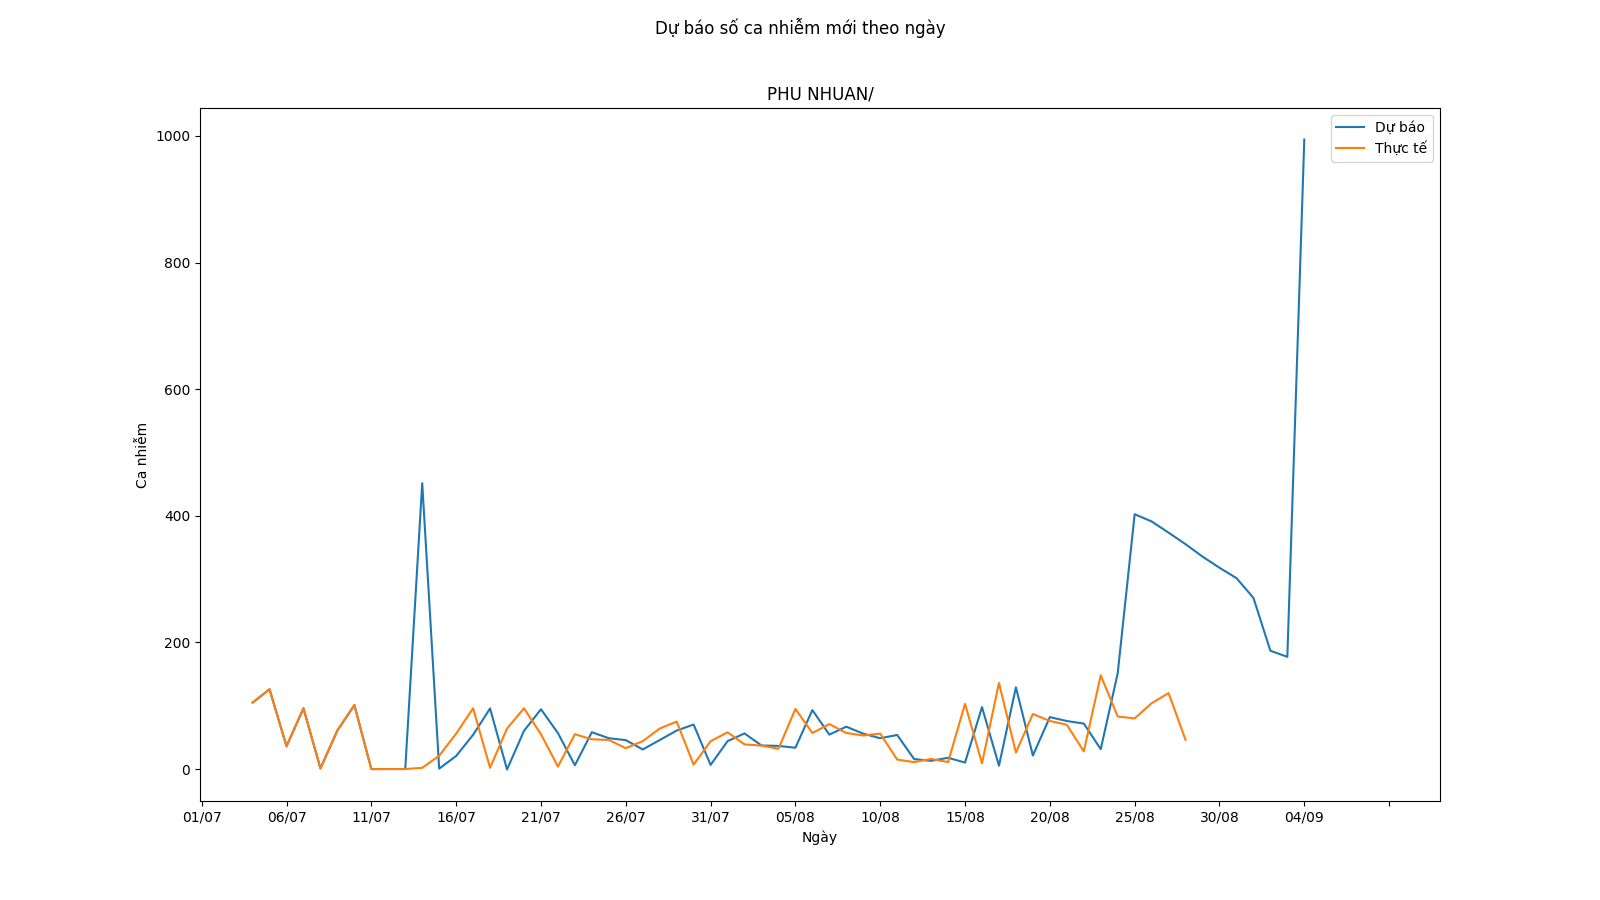 Dự báo số ca nhiễm mới theo ngày
PHU NHUAN/
Dự báo
Thực tế
1000
800
600
400
200
0
Ca nhiễm
01/07 06/07 11/07 16/07 21/07 26/07 31/07 05/08 10/08 15/08 20/08 25/08 30/08 04/09
Ngày